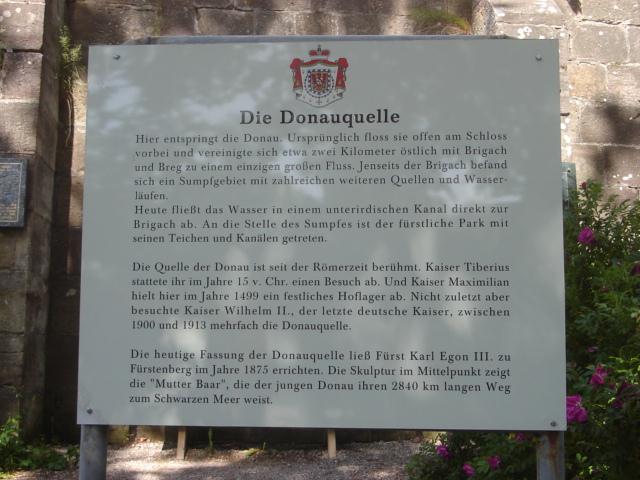 Die Donauquelle
Hier entspringt die Donau. Ursprünglich floss sie offen am Schloss
vorbei und vereinigte sich etwa zwei Kilometer östlich mit Brigach
und Breg zu einem einzigen großen Fluss. Jenseits der Brigach befand
sich ein Sumpfgebiet mit zahlreichen weiteren Quellen und Wasser-
läufen.
Heute fließt das Wasser in einem unterirdischen Kanal direkt zur
Brigach ab. An die Stelle des Sumpfes ist der fürstliche Park mit
seinen Teichen und Kanälen getreten.
Die Quelle der Donau ist seit der Römerzeit berühmt. Kaiser Tiberius
stattete ihr im Jahre 15 v. Chr. einen Besuch ab. Und Kaiser Maximilian
hielt hier im Jahre 1499 ein festliches Hoflager ab. Nicht zuletzt aber
besuchte Kaiser Wilhelm II., der letzte deutsche Kaiser, zwischen
1900 und 1913 mehrfach die Donauquelle.
Die heutige Fassung der Donauquelle ließ Fürst Karl Egon III. zu
Fürstenberg im Jahre 1875 errichten. Die Skulptur im Mittelpunkt zeigt
die "Mutter Baar", die der jungen Donau ihren 2840 km langen Weg
zum Schwarzen Meer weist.